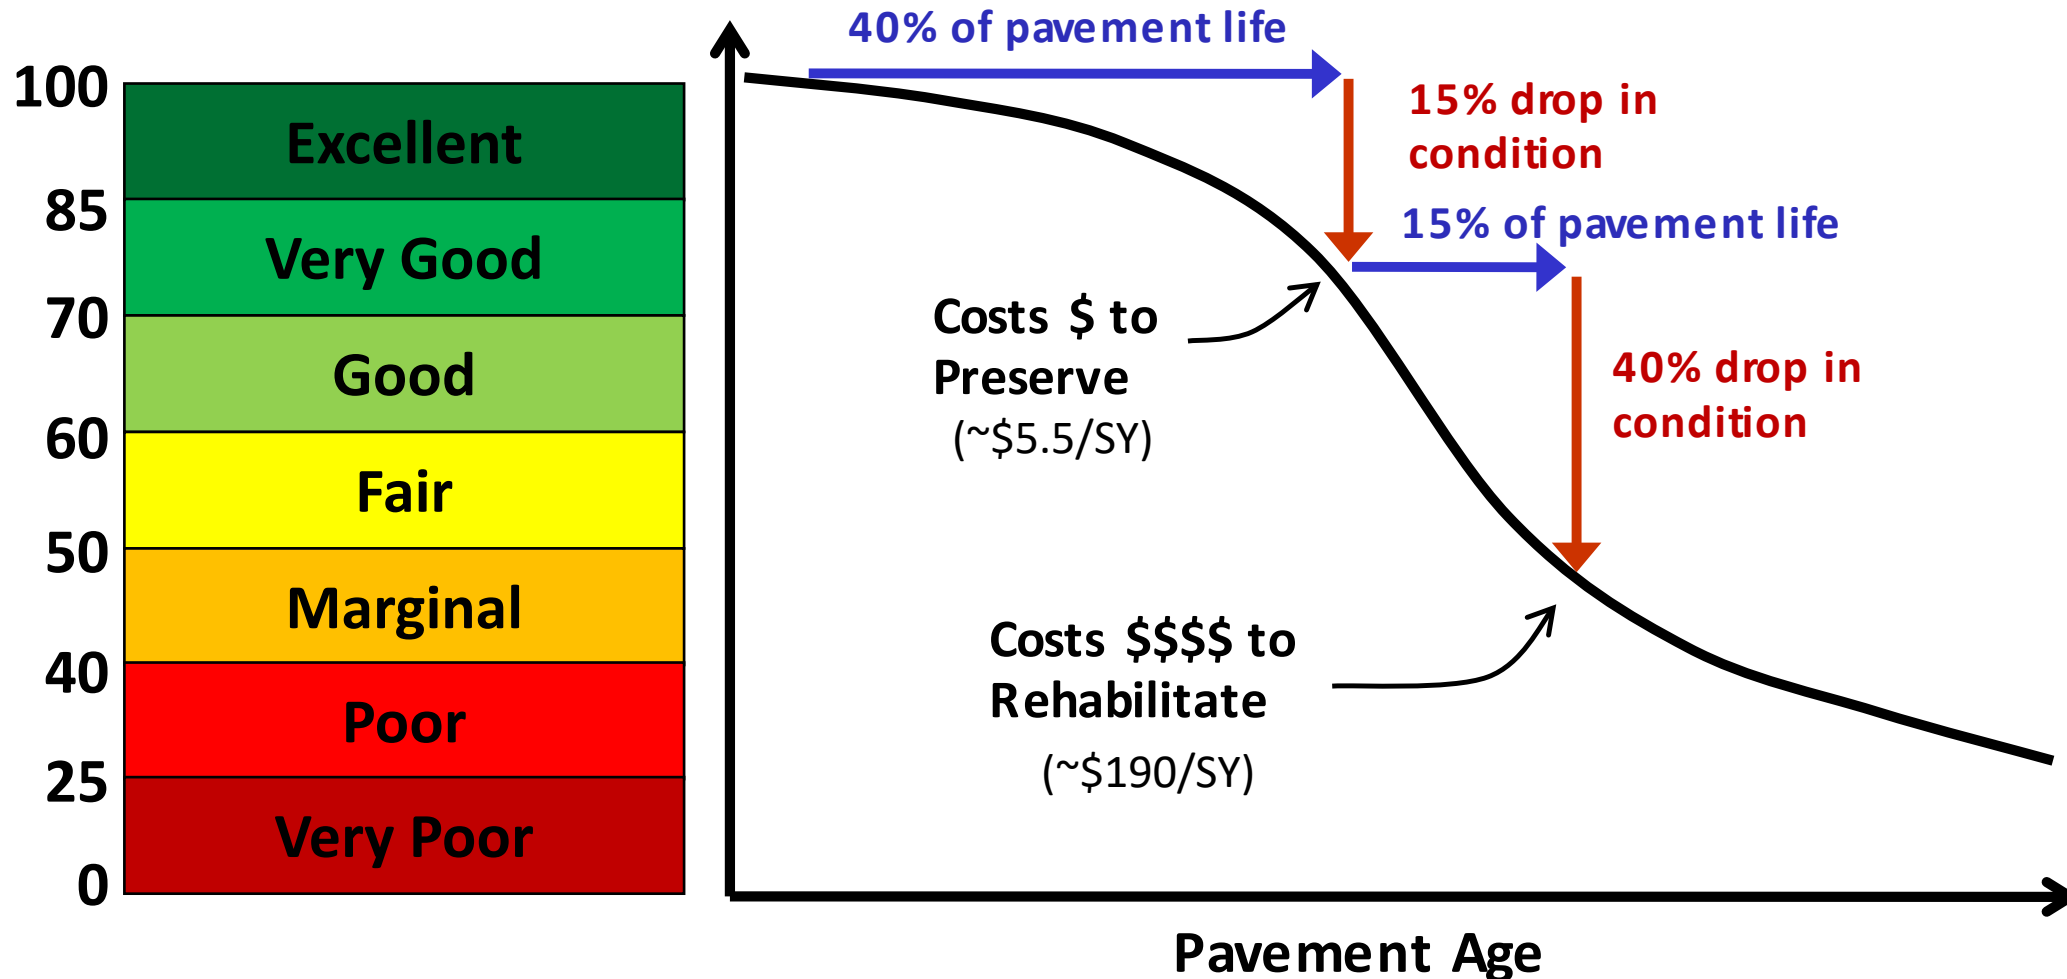 100
Excellent
85
Very Good
70
Good
60
Fair
50
Marginal
40
Poor
25
Very Poor
0
40% of pavement life
15% drop in
condition
15% of pavement life
Costs $ to
Preserve
(~$5.5/SY)
40% drop in
condition
Costs $$$$ to
Rehabilitate
(~$190/SY)
Pavement Age